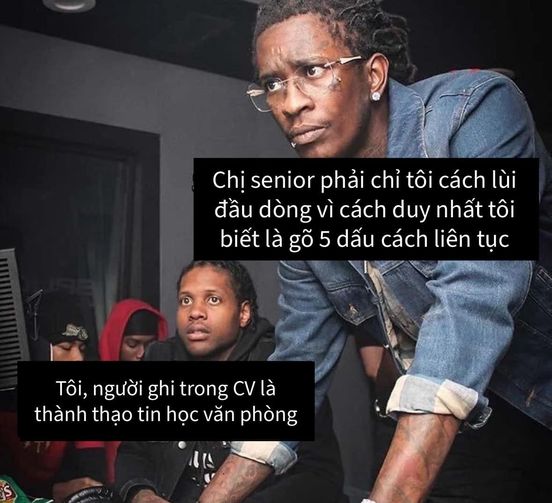 Chị senior phải chỉ tôi cách lùi
đầu dòng vì cách duy nhất tôi
biết là gõ 5 dấu cách liên tục
Tôi, người ghi trong CV là
thành thạo tin học văn phòng